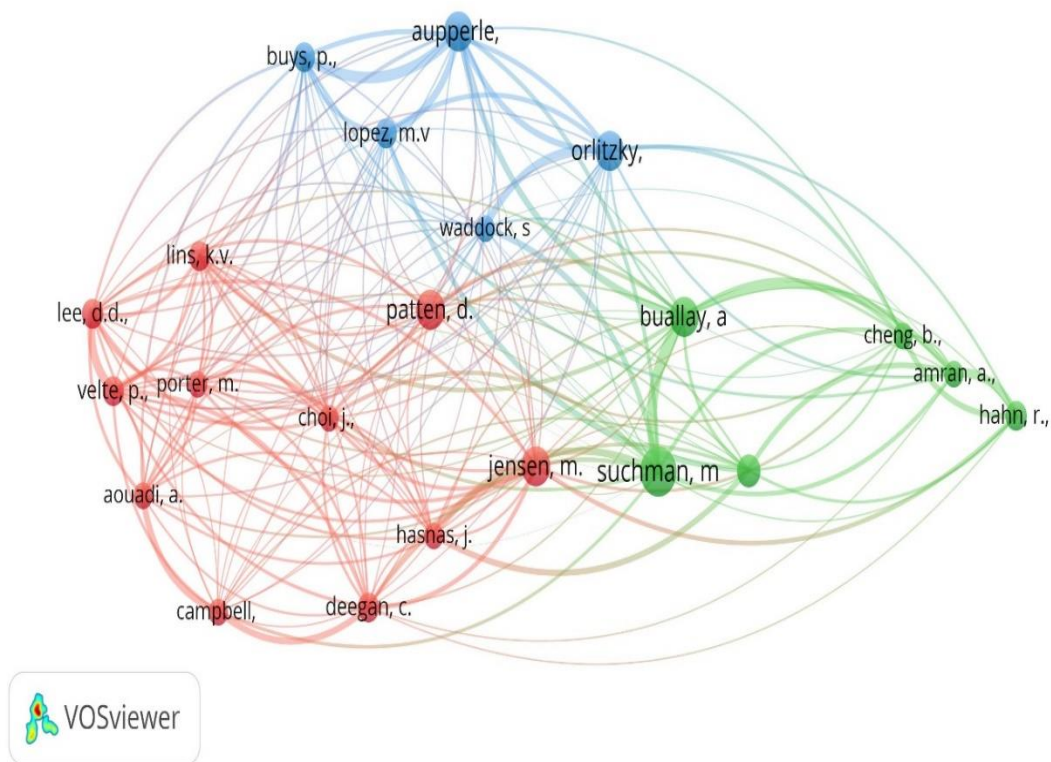 aupperle,
buys, p.,
lopez, m.v
orlitzky,
waddock, s
lins, k.v.
lee, d.d.,
patten, d.
buallay, a
cheng, b.,
velte, p.,
porter, m.
amran, a.,
choi, j.,
hahn, r.,
jensen, m.
suchman, m
aouadi, a.
hasnas, j.
campbell,
deegan, c.
VOSviewer